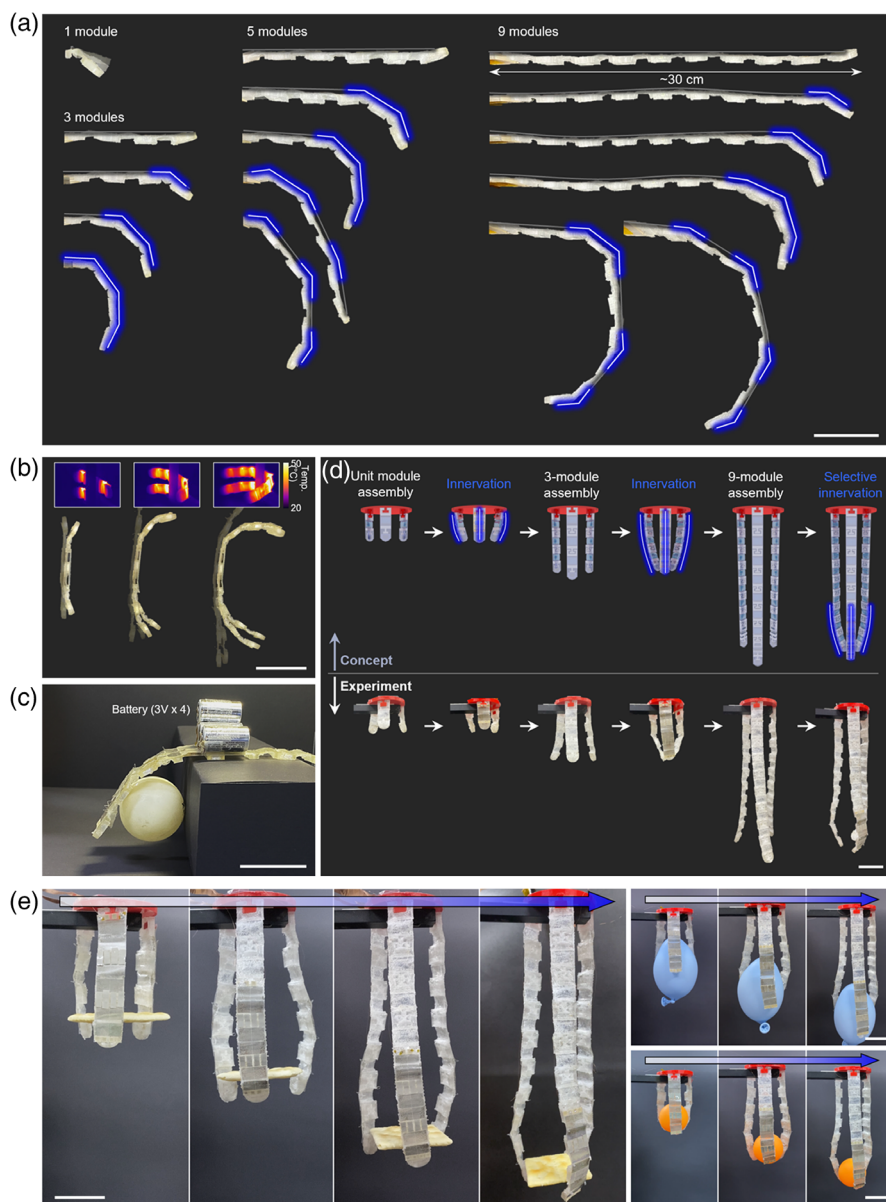 (a)
1 module
5 modules
9 modules
~30 cm
3 modules
(b)
50
(°C)
Temp.
20
(c)
Battery (3V x 4)
(d)
Unit module
assembly
Innervation
3-module
assembly
Innervation
9-module
assembly
Selective
innervation
Concept
Experiment
(e)